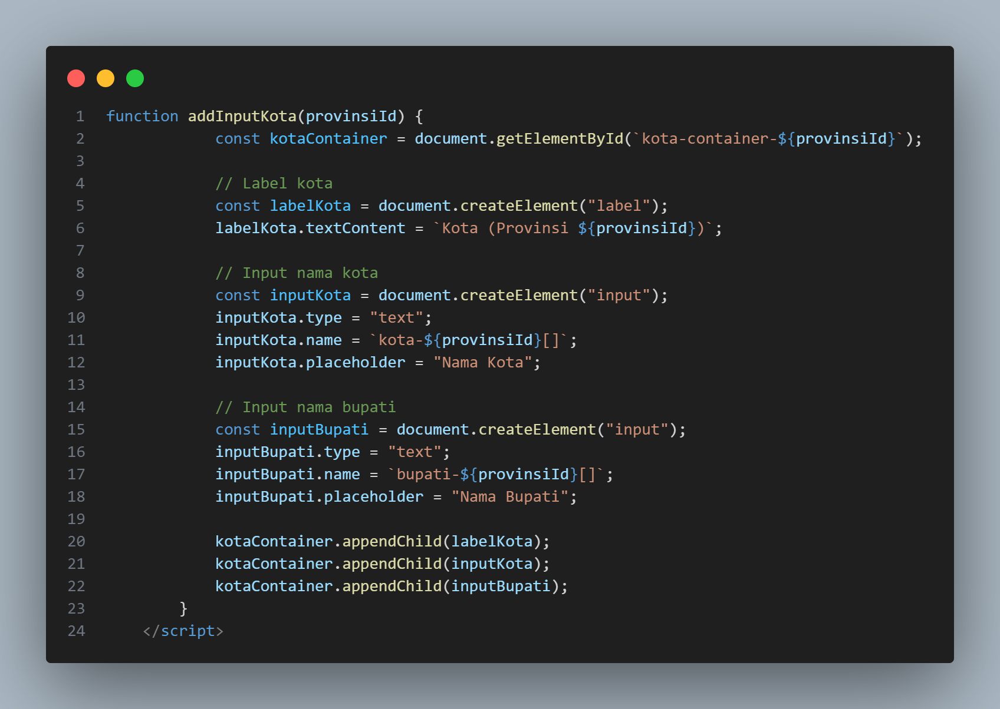 1 function addInputKota(provinsiId) {
2 const kotaContainer = document.getElementById(`kota-container-${provinsiId}`);
3
4 // Label kota
5 const labelKota = document.createElement("label");
6 labelKota.textContent = `Kota (Provinsi ${provinsiId})`;
7
8 // Input nama kota
9 const inputKota = document.createElement("input");
10 inputKota.type = "text";
11 inputKota.name = `kota-${provinsiId}[]`;
12 inputKota.placeholder = "Nama Kota";
13
14 // Input nama bupati
15 const inputBupati = document.createElement("input");
16 inputBupati.type = "text";
17 inputBupati.name = `bupati-${provinsiId}[]`;
18 inputBupati.placeholder = "Nama Bupati";
19
20 kotaContainer.appendChild(labelKota);
21 kotaContainer.appendChild(inputKota);
22 kotaContainer.appendChild(inputBupati);
23 }
24 </script>